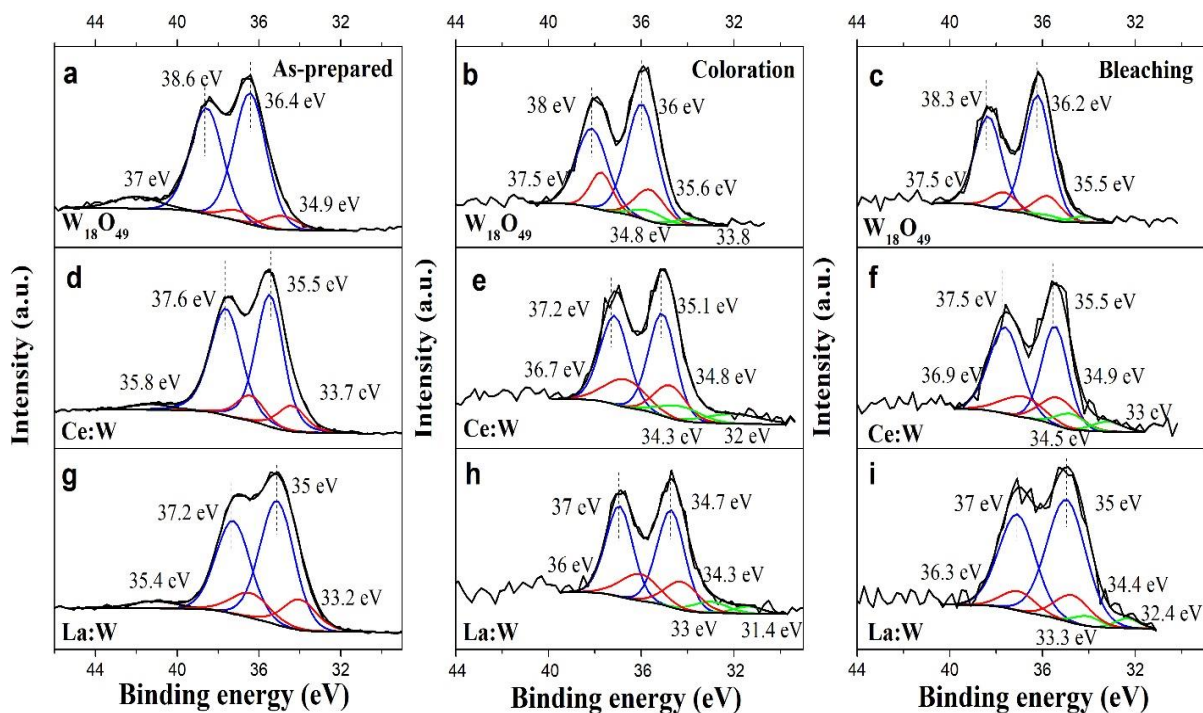 44 40 36 32
44 40 36 32
44 40 36 32
a
As-prepared
38.6 eV
36.4 eV
37 eV
34.9 eV
W18O49
b
Coloration
38 eV
36 eV
37.5 eV
35.6 eV
34.8 eV
33.8
W18O49
c
Bleaching
38.3 eV
36.2 eV
37.5 eV
35.5 eV
W18O49
d
37.6 eV
35.5 eV
35.8 eV
33.7 eV
Ce:W
e
37.2 eV
35.1 eV
36.7 eV
34.8 eV
34.3 eV
32 eV
Ce:W
f
37.5 eV
35.5 eV
36.9 eV
34.9 eV
33 eV
34.5 eV
Ce:W
g
37.2 eV
35 eV
35.4 eV
33.2 eV
La:W
h
37 eV
34.7 eV
36 eV
34.3 eV
33 eV
31.4 eV
La:W
i
37 eV
35 eV
36.3 eV
34.4 eV
32.4 eV
33.3 eV
La:W
Intensity (a.u.)
Intensity (a.u.)
Intensity (a.u.)
44 40 36 32
44 40 36 32
44 40 36 32
Binding energy (eV)
Binding energy (eV)
Binding energy (eV)